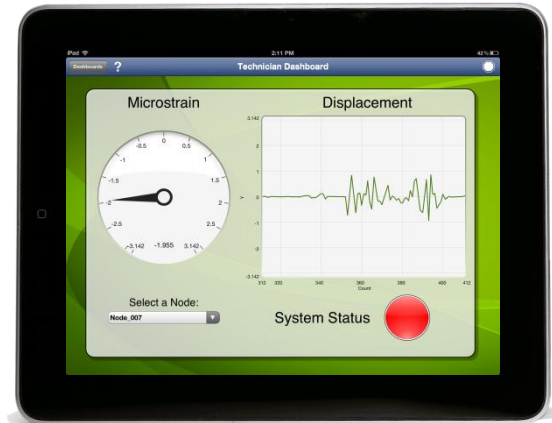 iPod 2:11 PM 42%
Dashboards ? Technician Dashboard
Microstrain
-3.142
-2.5
-2
-1.5
-1
-0.5
0
0.5
1
1.5
2
2.5
3.142
-1.955
Select a Node:
Node_007
Displacement
3.142
2
1
0
-1
-2
-3.142
Y
312 320 340 360 380 400 412
Count
System Status